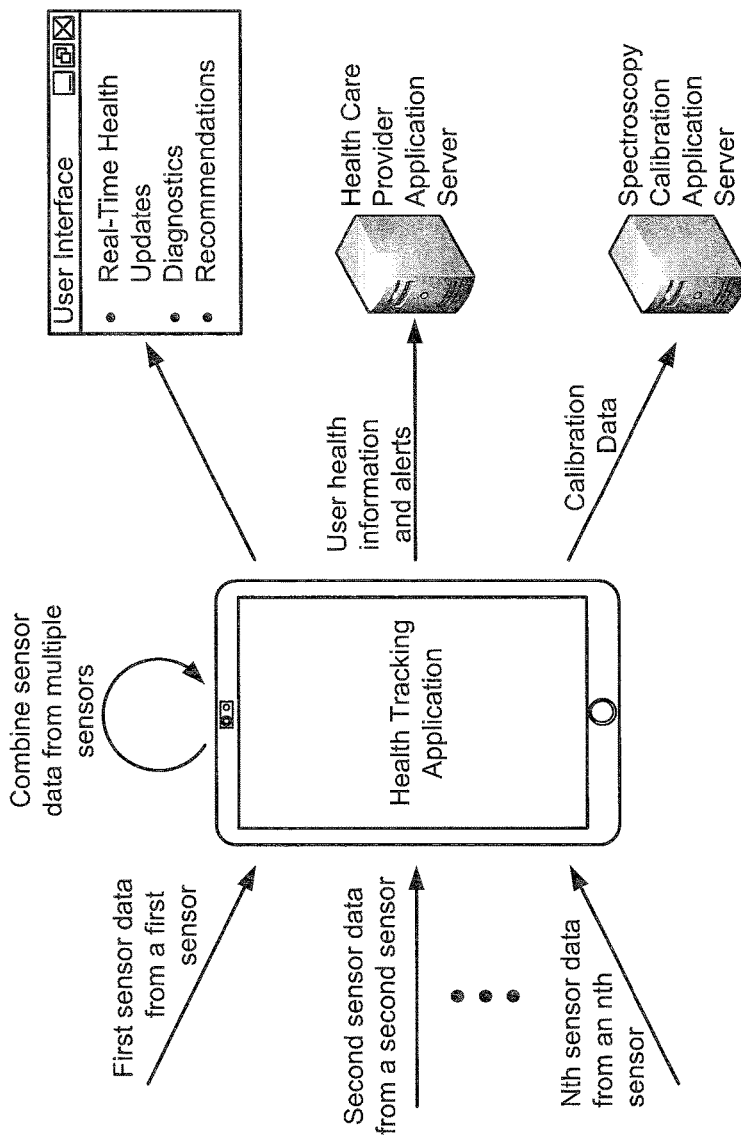 First sensor data
from a first
sensor
Second sensor data
from a second sensor
Nth sensor data
from an nth
sensor
Combine sensor
data from multiple
sensors
Health Tracking
Application
User health
information
and alerts
Calibration
Data
User Interface
Real-Time Health
Updates
Diagnostics
Recommendations
Health Care
Provider
Application
Server
Spectroscopy
Calibration
Application
Server